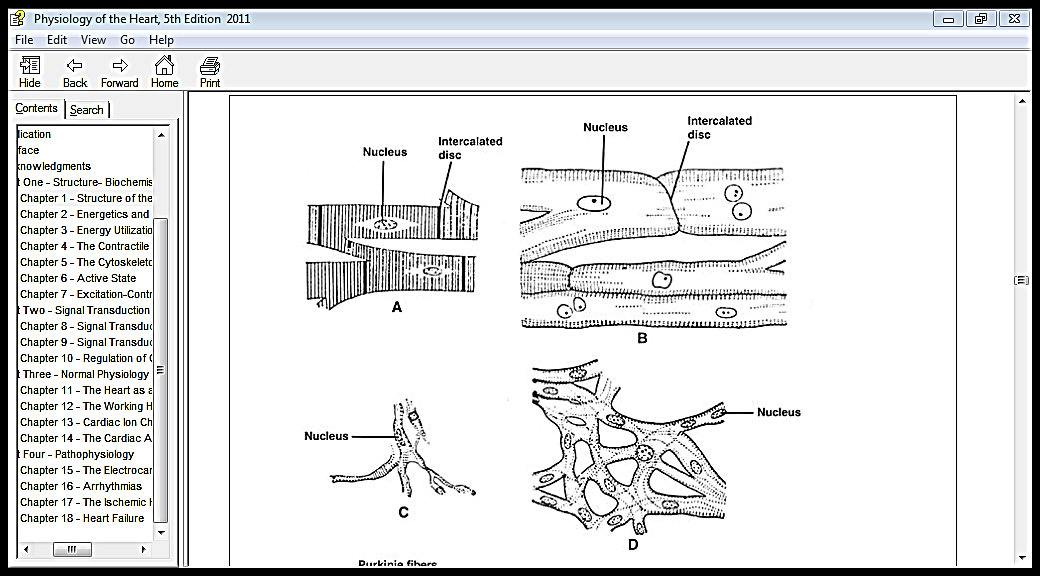 Physiology of the Heart, 5th Edition 2011
File Edit View Go Help
Hide Back Forward Home Print
Contents Search
lication
face
knowledgments
t One - Structure- Biochemis
Chapter 1 - Structure of the
Chapter 2 - Energetics and
Chapter 3 - Energy Utilizatio
Chapter 4 - The Contractile
Chapter 5 - The Cytoskelet
Chapter 6 - Active State
Chapter 7 - Excitation-Contr
t Two - Signal Transduction
Chapter 8 - Signal Transduc
Chapter 9 - Signal Transduc
Chapter 10 - Regulation of C
t Three - Normal Physiology
Chapter 11 - The Heart as a
Chapter 12 - The Working H
Chapter 13 - Cardiac Ion Ch
Chapter 14 - The Cardiac A
t Four - Pathophysiology
Chapter 15 - The Electrocar
Chapter 16 - Arrhythmias
Chapter 17 - The Ischemic H
Chapter 18 - Heart Failure
Nucleus
Intercalated
disc
A
Nucleus
Intercalated
disc
B
Nucleus
C
Nucleus
D
Purkinje fibers